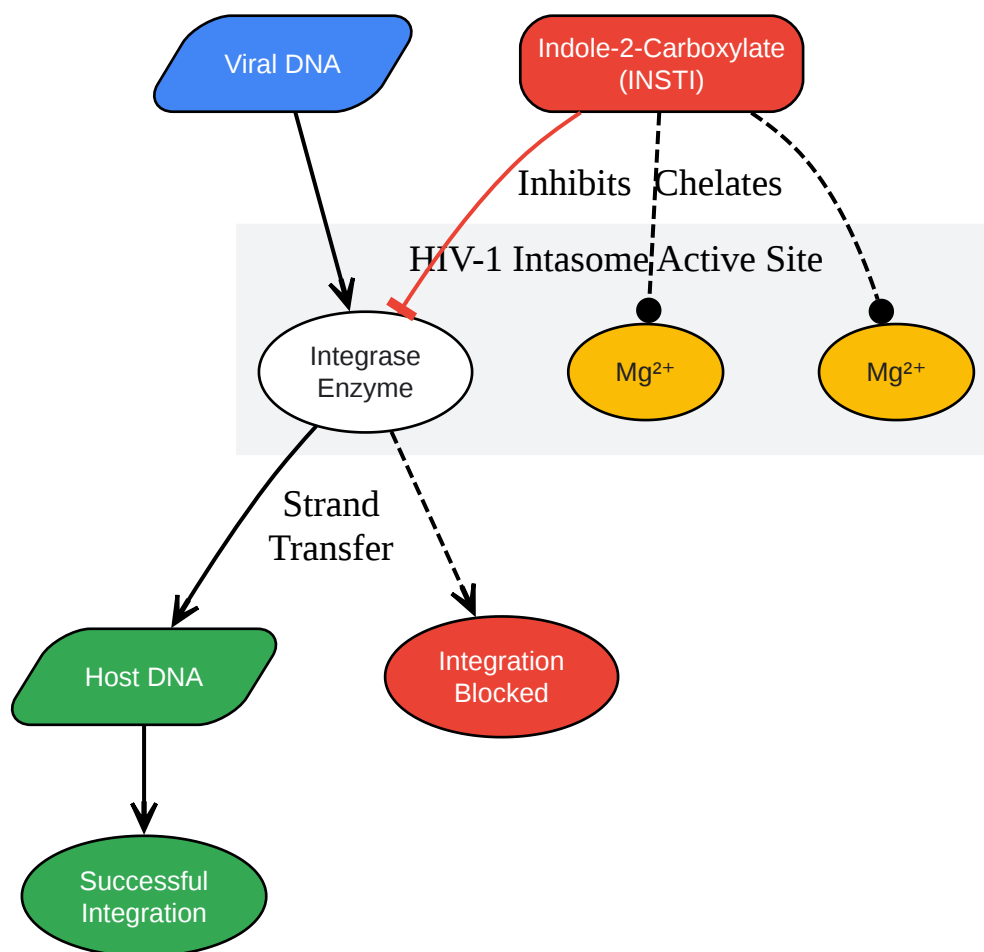 Viral DNA
Indole-2-Carboxylate
(INSTI)
Inhibits
Chelates
HIV-1 Intasome Active Site
Integrase
Enzyme
Mg²⁺
Mg²⁺
Strand
Transfer
Host DNA
Integration
Blocked
Successful
Integration